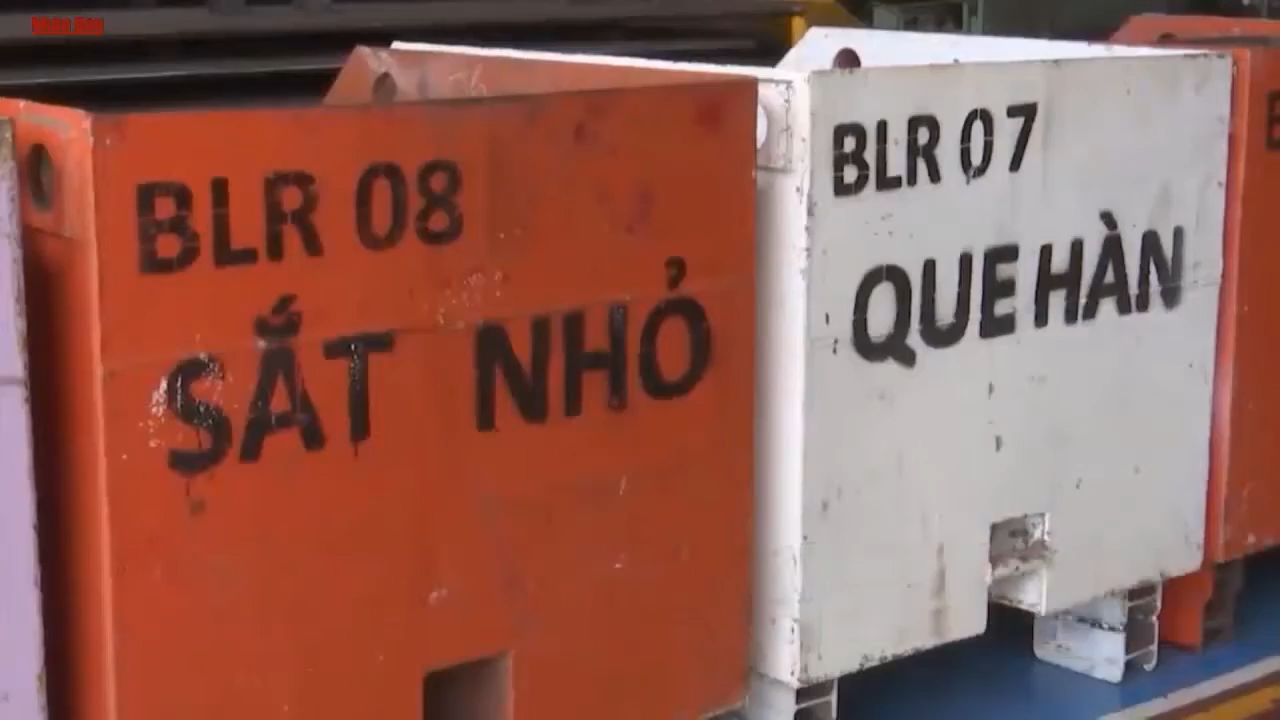 BLR 08
SẮT NHỎ
BLR 07
QUE HÀN